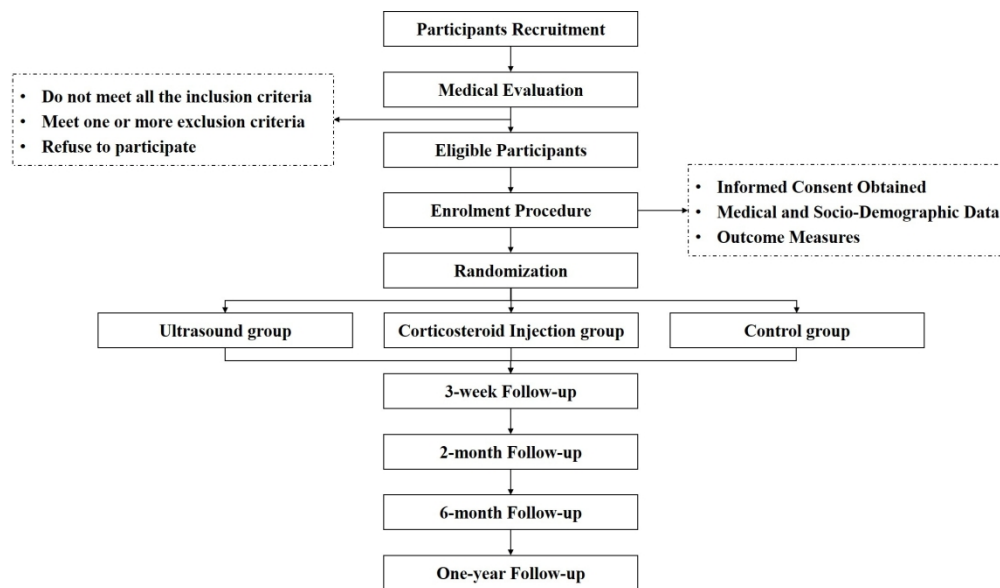 Participants Recruitment
Medical Evaluation
• Do not meet all the inclusion criteria
• Meet one or more exclusion criteria
• Refuse to participate
Eligible Participants
Enrolment Procedure
• Informed Consent Obtained
• Medical and Socio-Demographic Data
• Outcome Measures
Randomization
Ultrasound group
Corticosteroid Injection group
Control group
3-week Follow-up
2-month Follow-up
6-month Follow-up
One-year Follow-up